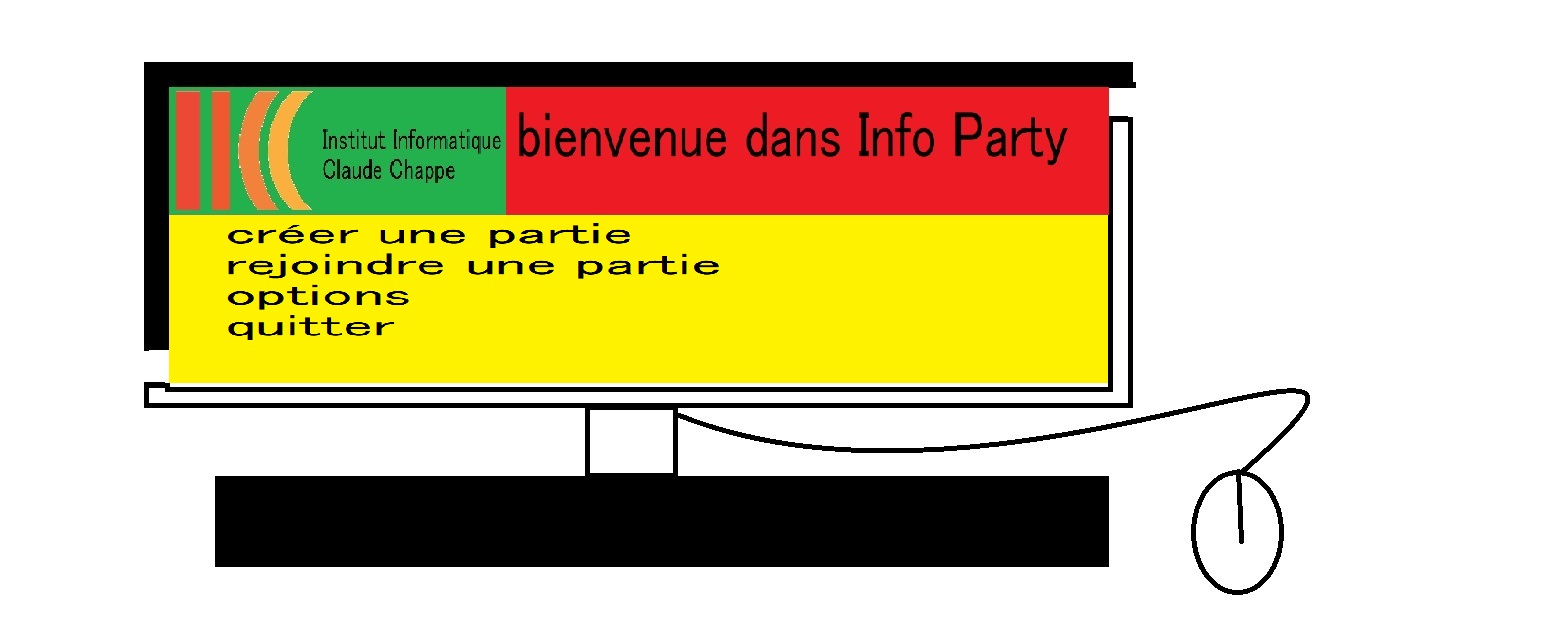 Institut Informatique
Claude Chappe
bienvenue dans Info Party
créer une partie
rejoindre une partie
options
quitter